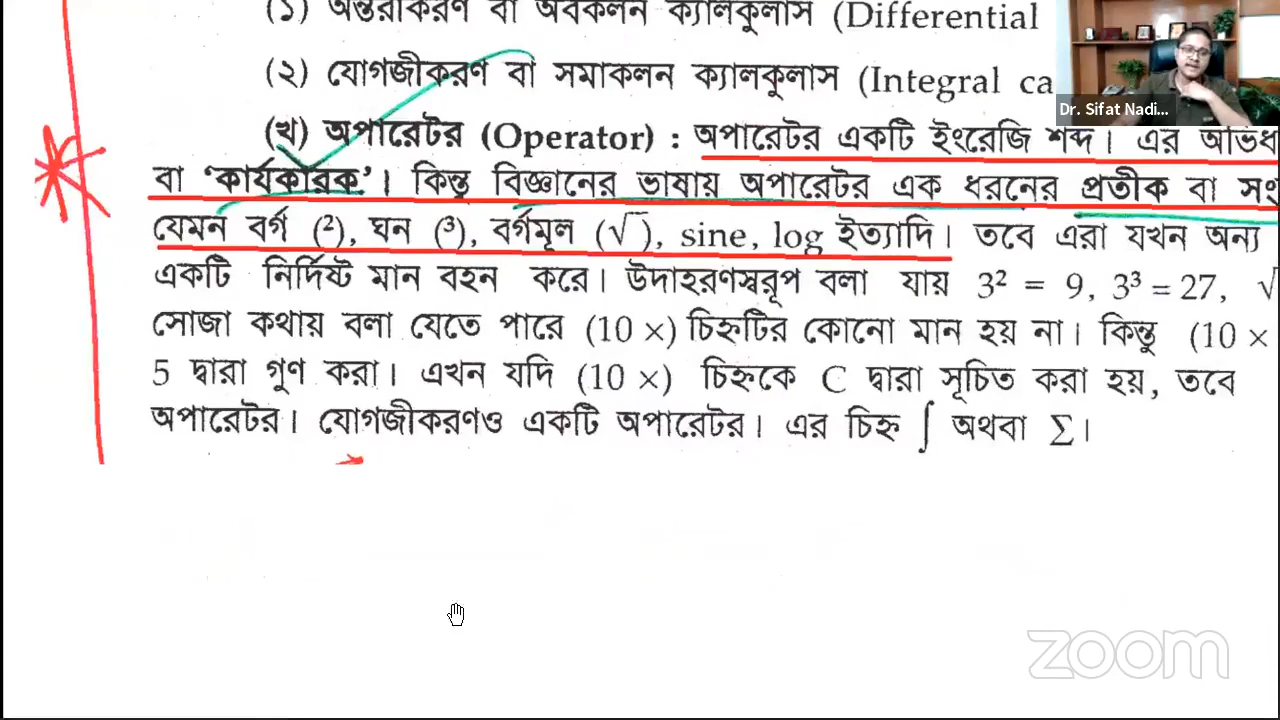 (১) অন্তরীকরণ বা অবকলন ক্যালকুলাস (Differential
(২) যোগজীকরণ বা সমাকলন ক্যালকুলাস (Integral ca
Dr. Sifat Nadi...
(খ) অপারেটর (Operator) : অপারেটর একটি ইংরেজি শব্দ। এর আভিধ
বা ‘কার্যকারক’। কিন্তু বিজ্ঞানের ভাষায় অপারেটর এক ধরনের প্রতীক বা সং
যেমন বর্গ (²), ঘন (³), বর্গমূল (√), sine, log ইত্যাদি। তবে এরা যখন অন্য
একটি নির্দিষ্ট মান বহন করে। উদাহরণস্বরূপ বলা যায় 3² = 9, 3³ = 27, √
সোজা কথায় বলা যেতে পারে (10 ×) চিহ্নটির কোনো মান হয় না। কিন্তু (10 ×
5 দ্বারা গুণ করা। এখন যদি (10 ×) চিহ্নকে C দ্বারা সূচিত করা হয়, তবে
অপারেটর। যোগজীকরণও একটি অপারেটর। এর চিহ্ন ∫ অথবা Σ।
zoom